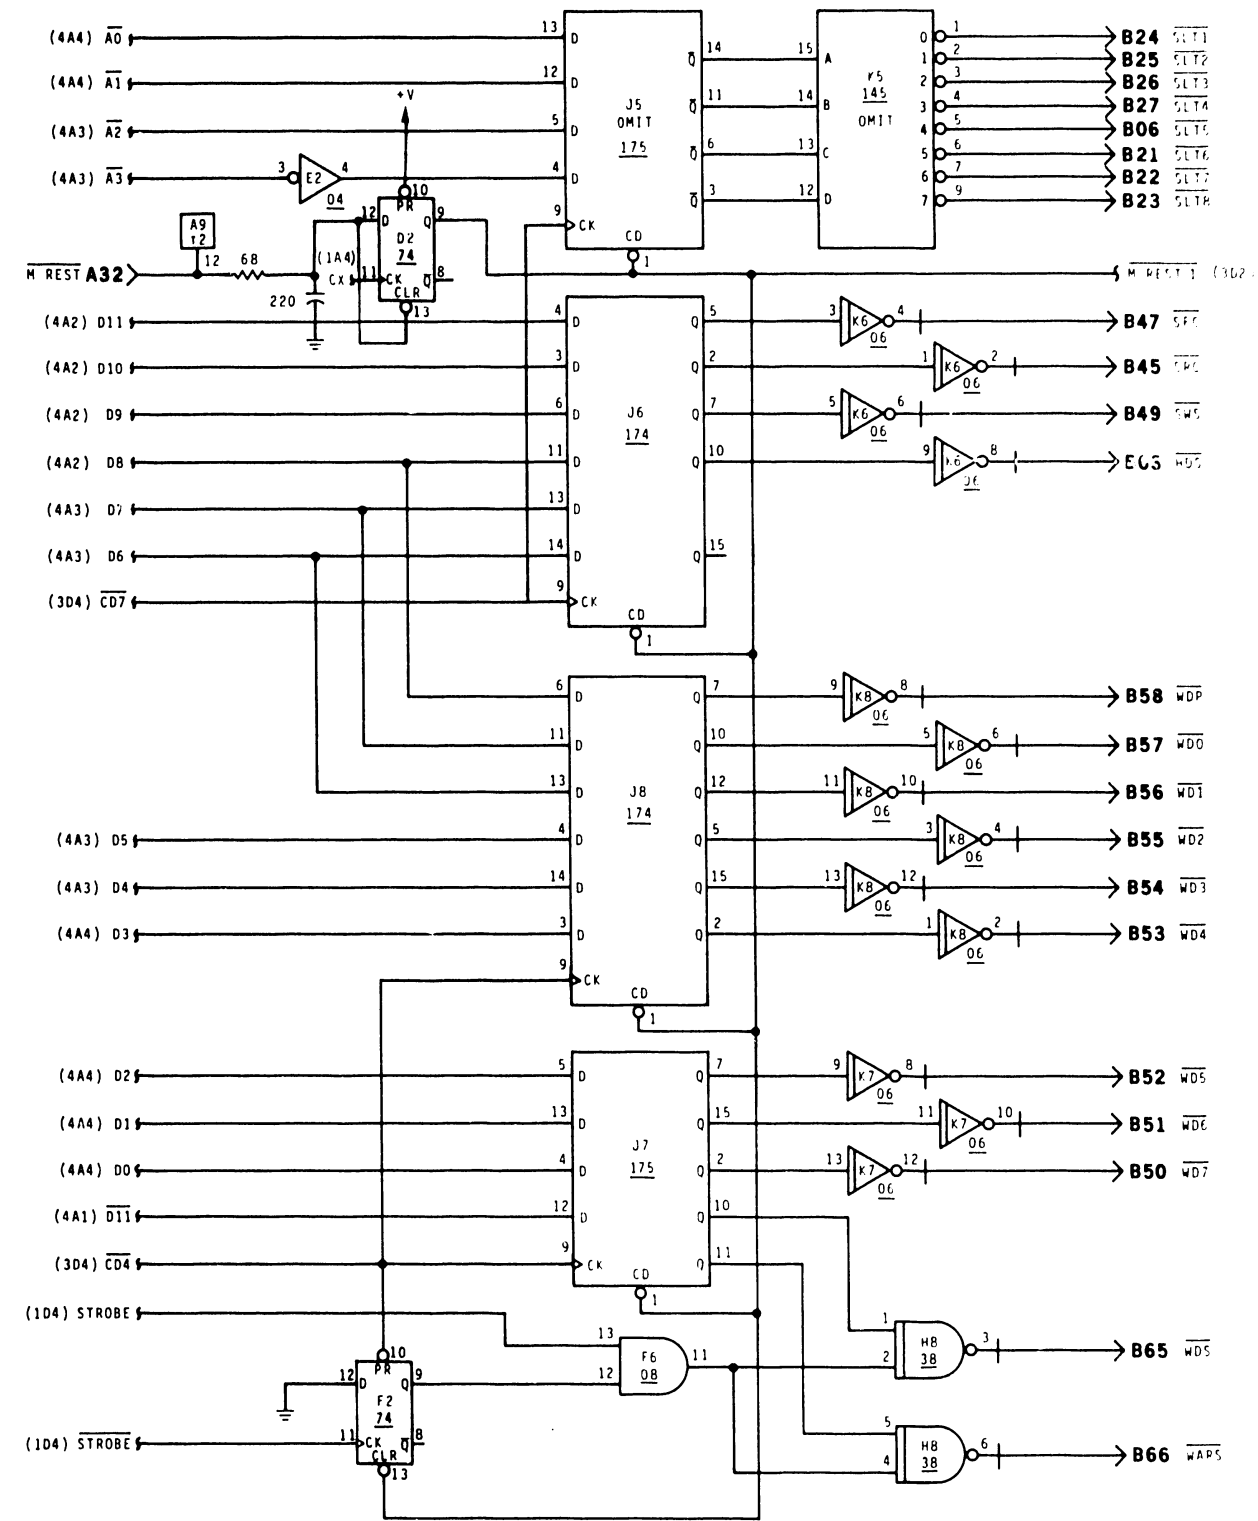 (4A4) A0 13 D
(4A4) A1 12 D
(4A3) A2 5 D
(4A3) A3 3 E2 4 04 4 D
9 CK
J5
OMIT
175
Q 14
Q 11
Q 6
Q 3
CD
1
15 A
14 B
13 C
12 D
K5
145
OMIT
0 1 B24 SLT1
1 2 B25 SLT2
2 3 B26 SLT3
3 4 B27 SLT4
4 5 B06 SLT5
5 6 B21 SLT6
6 7 B22 SLT7
7 9 B23 SLT8
+V
10
PR
12 D Q 9
D2
74
(1A4)
CX 11 CK Q 8
CLR
13
A9
12
M REST A32 68
220
M REST 1
(4A2) D11 4 D
(4A2) D10 3 D
(4A2) D9 6 D
(4A2) D8 11 D
(4A3) D7 13 D
(4A3) D6 14 D
(3D4) CD7 9 CK
J6
174
CD
1
Q 5 3 K6 4 06 B47
Q 2 1 K6 2 06 B45
Q 7 5 K6 6 06 B49 SWS
Q 10 9 K6 8 06
Q 15
6 D
11 D
13 D
(4A3) D5 4 D
(4A3) D4 14 D
(4A4) D3 3 D
9 CK
J8
174
CD
1
Q 7 9 K8 8 06 B58 WDP
Q 10 5 K8 6 06 B57 WD0
Q 12 11 K8 10 06 B56 WD1
Q 5 3 K8 4 06 B55 WD2
Q 15 13 K8 12 06 B54 WD3
Q 2 1 K8 2 06 B53 WD4
(4A4) D2 5 D
(4A4) D1 13 D
(4A4) D0 4 D
(4A1) D11 12 D
(3D4) CD4 9 CK
J7
175
CD
1
Q 7 9 K7 8 06 B52 WD5
Q 15 11 K7 10 06 B51 WD6
Q 2 13 K7 12 06 B50 WD7
Q 10
Q 11
(1D4) STROBE
13
12
F6
08
11
10
PR
12 D Q 9
F2
74
(1D4) STROBE 11 CK Q 8
CLR
13
1
2
H8
38
3 B65 WDS
5
4
H8
38
6 B66 WAPS